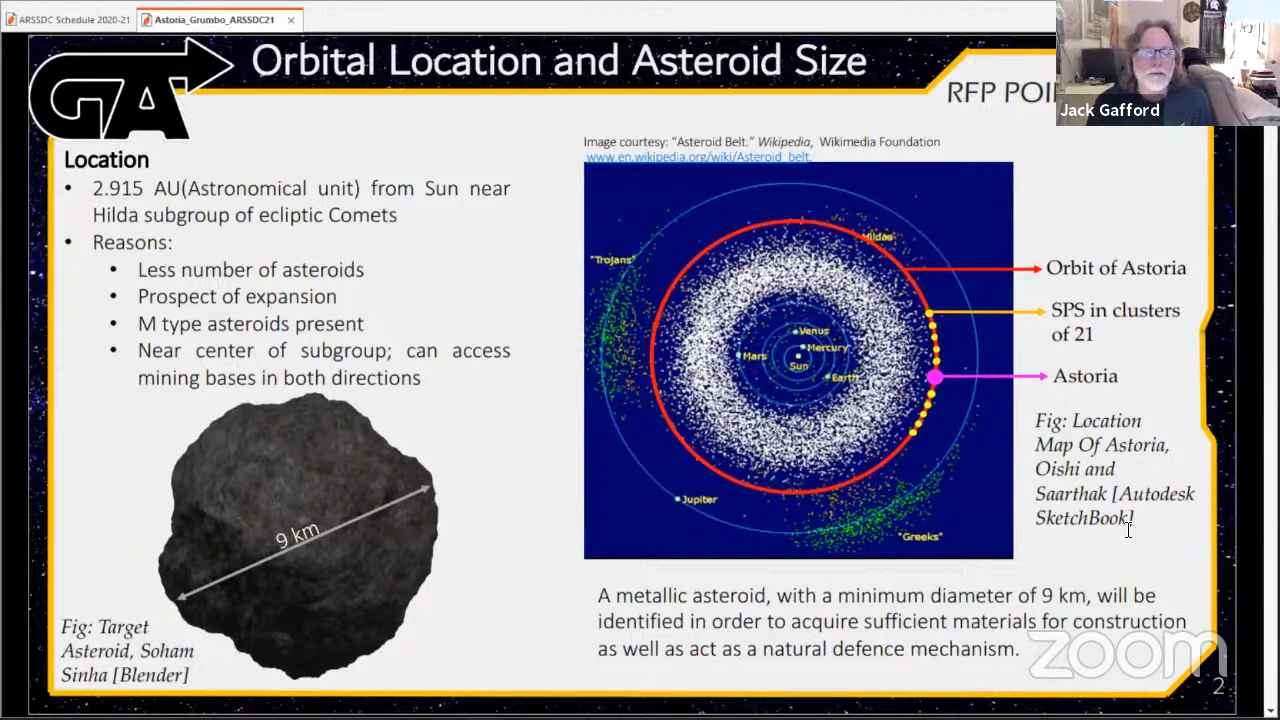 ARSSDC Schedule 2020-21
Astoria_Grumbo_ARSSDC21
GA
Orbital Location and Asteroid Size
RFP POI
Jack Gafford
Location
• 2.915 AU(Astronomical unit) from Sun near
Hilda subgroup of ecliptic Comets
• Reasons:
• Less number of asteroids
• Prospect of expansion
• M type asteroids present
• Near center of subgroup; can access
mining bases in both directions
9 km
Fig: Target
Asteroid, Soham
Sinha [Blender]
Image courtesy: “Asteroid Belt.” Wikipedia, Wikimedia Foundation
www.en.wikipedia.org/wiki/Asteroid_belt.
Hildas
"Trojans"
Venus
Mercury
Mars
Sun
Earth
Jupiter
"Greeks"
Orbit of Astoria
SPS in clusters
of 21
Astoria
Fig: Location
Map Of Astoria,
Oishi and
Saarthak [Autodesk
SketchBook]
A metallic asteroid, with a minimum diameter of 9 km, will be
identified in order to acquire sufficient materials for construction
as well as act as a natural defence mechanism.
zoom
2